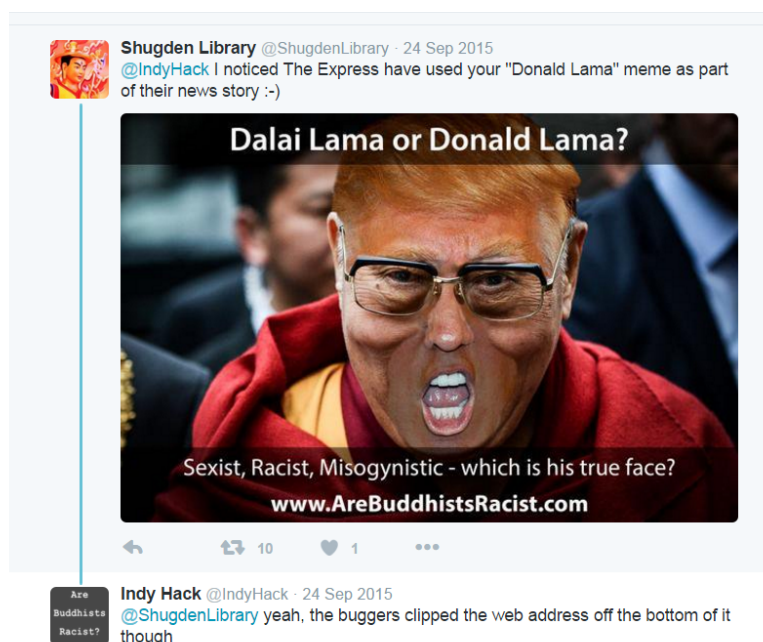 Shugden Library @ShugdenLibrary · 24 Sep 2015
@IndyHack I noticed The Express have used your "Donald Lama" meme as part
of their news story :-)
Dalai Lama or Donald Lama?
Sexist, Racist, Misogynistic - which is his true face?
www.AreBuddhistsRacist.com
10
1
Are
Buddhists
Racist?
Indy Hack @IndyHack · 24 Sep 2015
@ShugdenLibrary yeah, the buggers clipped the web address off the bottom of it
though